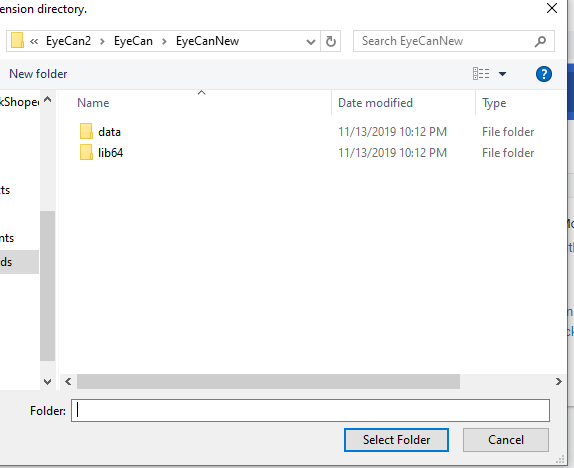 ension directory.
« EyeCan2 › EyeCan › EyeCanNew Search EyeCanNew
New folder
kShope
Name Date modified Type
data 11/13/2019 10:12 PM File folder
lib64 11/13/2019 10:12 PM File folder
ts
nts
ds
Folder:
Select Folder Cancel